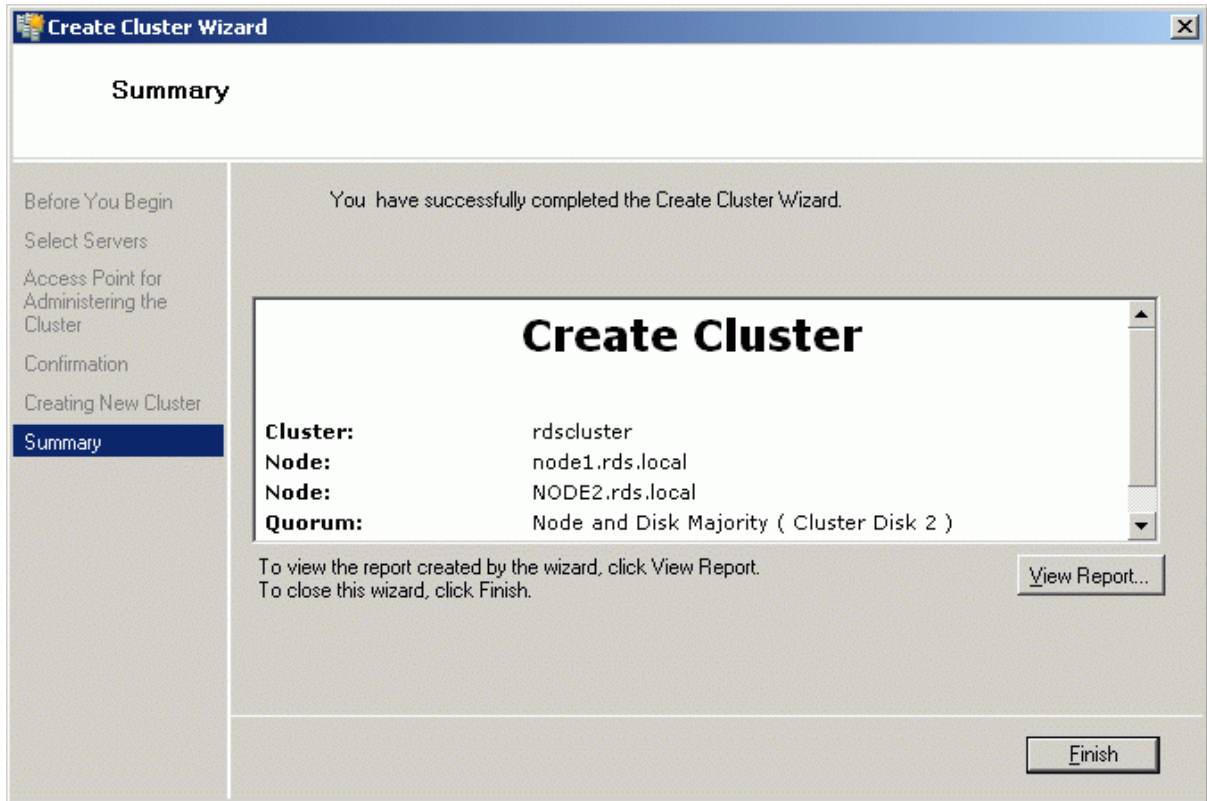 Create Cluster Wizard
Summary
Before You Begin
Select Servers
Access Point for
Administering the
Cluster
Confirmation
Creating New Cluster
Summary
You have successfully completed the Create Cluster Wizard.
Create Cluster
Cluster: rdscluster
Node: node1.rds.local
Node: NODE2.rds.local
Quorum: Node and Disk Majority ( Cluster Disk 2 )
To view the report created by the wizard, click View Report.
To close this wizard, click Finish.
View Report...
Finish